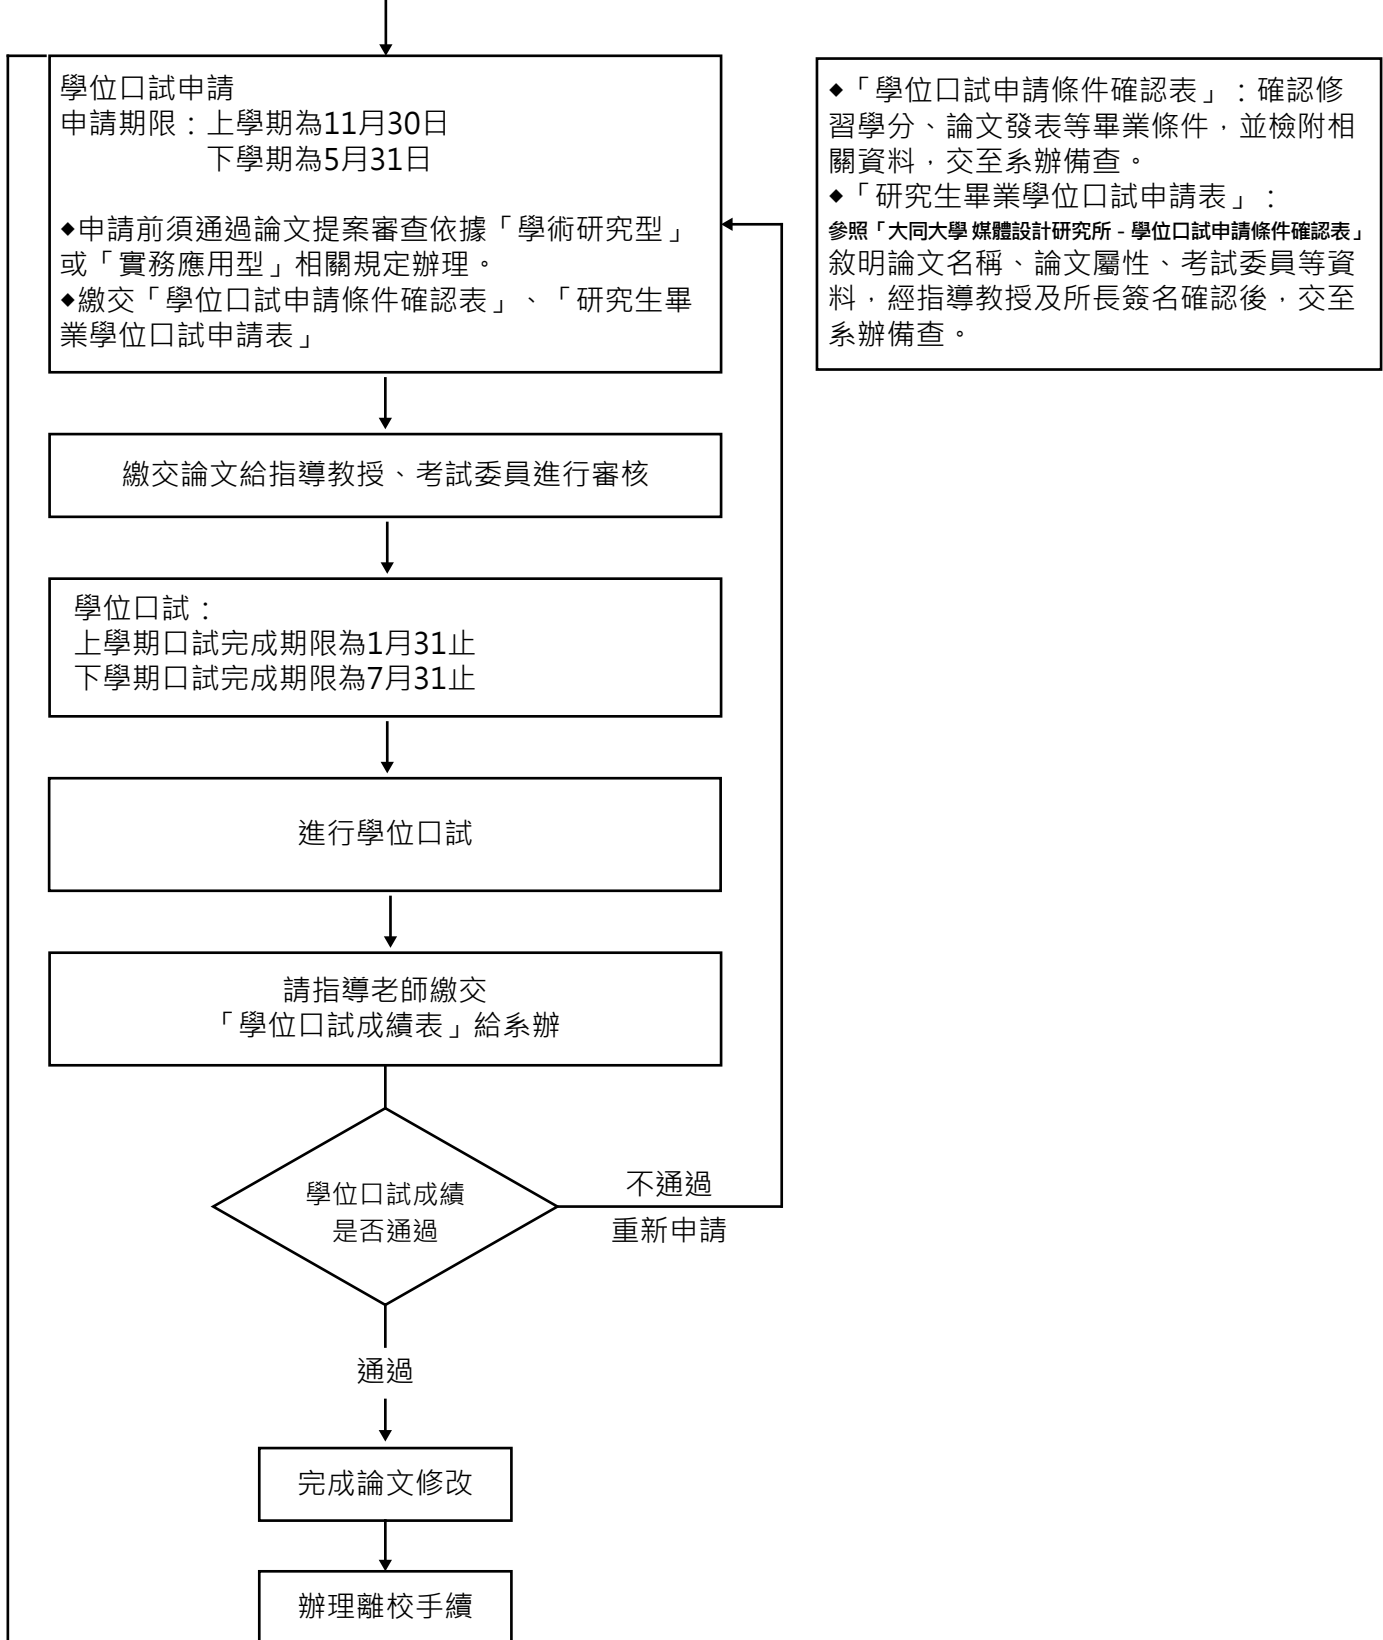 學位口試申請
申請期限：上學期為11月30日
下學期為5月31日
◆申請前須通過論文提案審查依據「學術研究型」
或「實務應用型」相關規定辦理。
◆繳交「學位口試申請條件確認表」、「研究生畢
業學位口試申請表」
◆「學位口試申請條件確認表」：確認修
習學分、論文發表等畢業條件，並檢附相
關資料，交至系辦備查。
◆「研究生畢業學位口試申請表」：
參照「大同大學 媒體設計研究所 - 學位口試申請條件確認表」
敘明論文名稱、論文屬性、考試委員等資
料，經指導教授及所長簽名確認後，交至
系辦備查。
繳交論文給指導教授、考試委員進行審核
學位口試：
上學期口試完成期限為1月31止
下學期口試完成期限為7月31止
進行學位口試
請指導老師繳交
「學位口試成績表」給系辦
學位口試成績
是否通過
不通過
重新申請
通過
完成論文修改
辦理離校手續